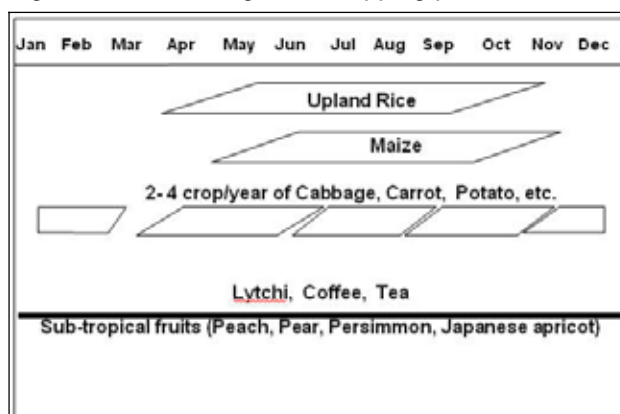 Jan Feb Mar Apr May Jun Jul Aug Sep Oct Nov Dec
Upland Rice
Maize
2- 4 crop/year of Cabbage, Carrot, Potato, etc.
Lytchi, Coffee, Tea
Sub-tropical fruits (Peach, Pear, Persimmon, Japanese apricot)